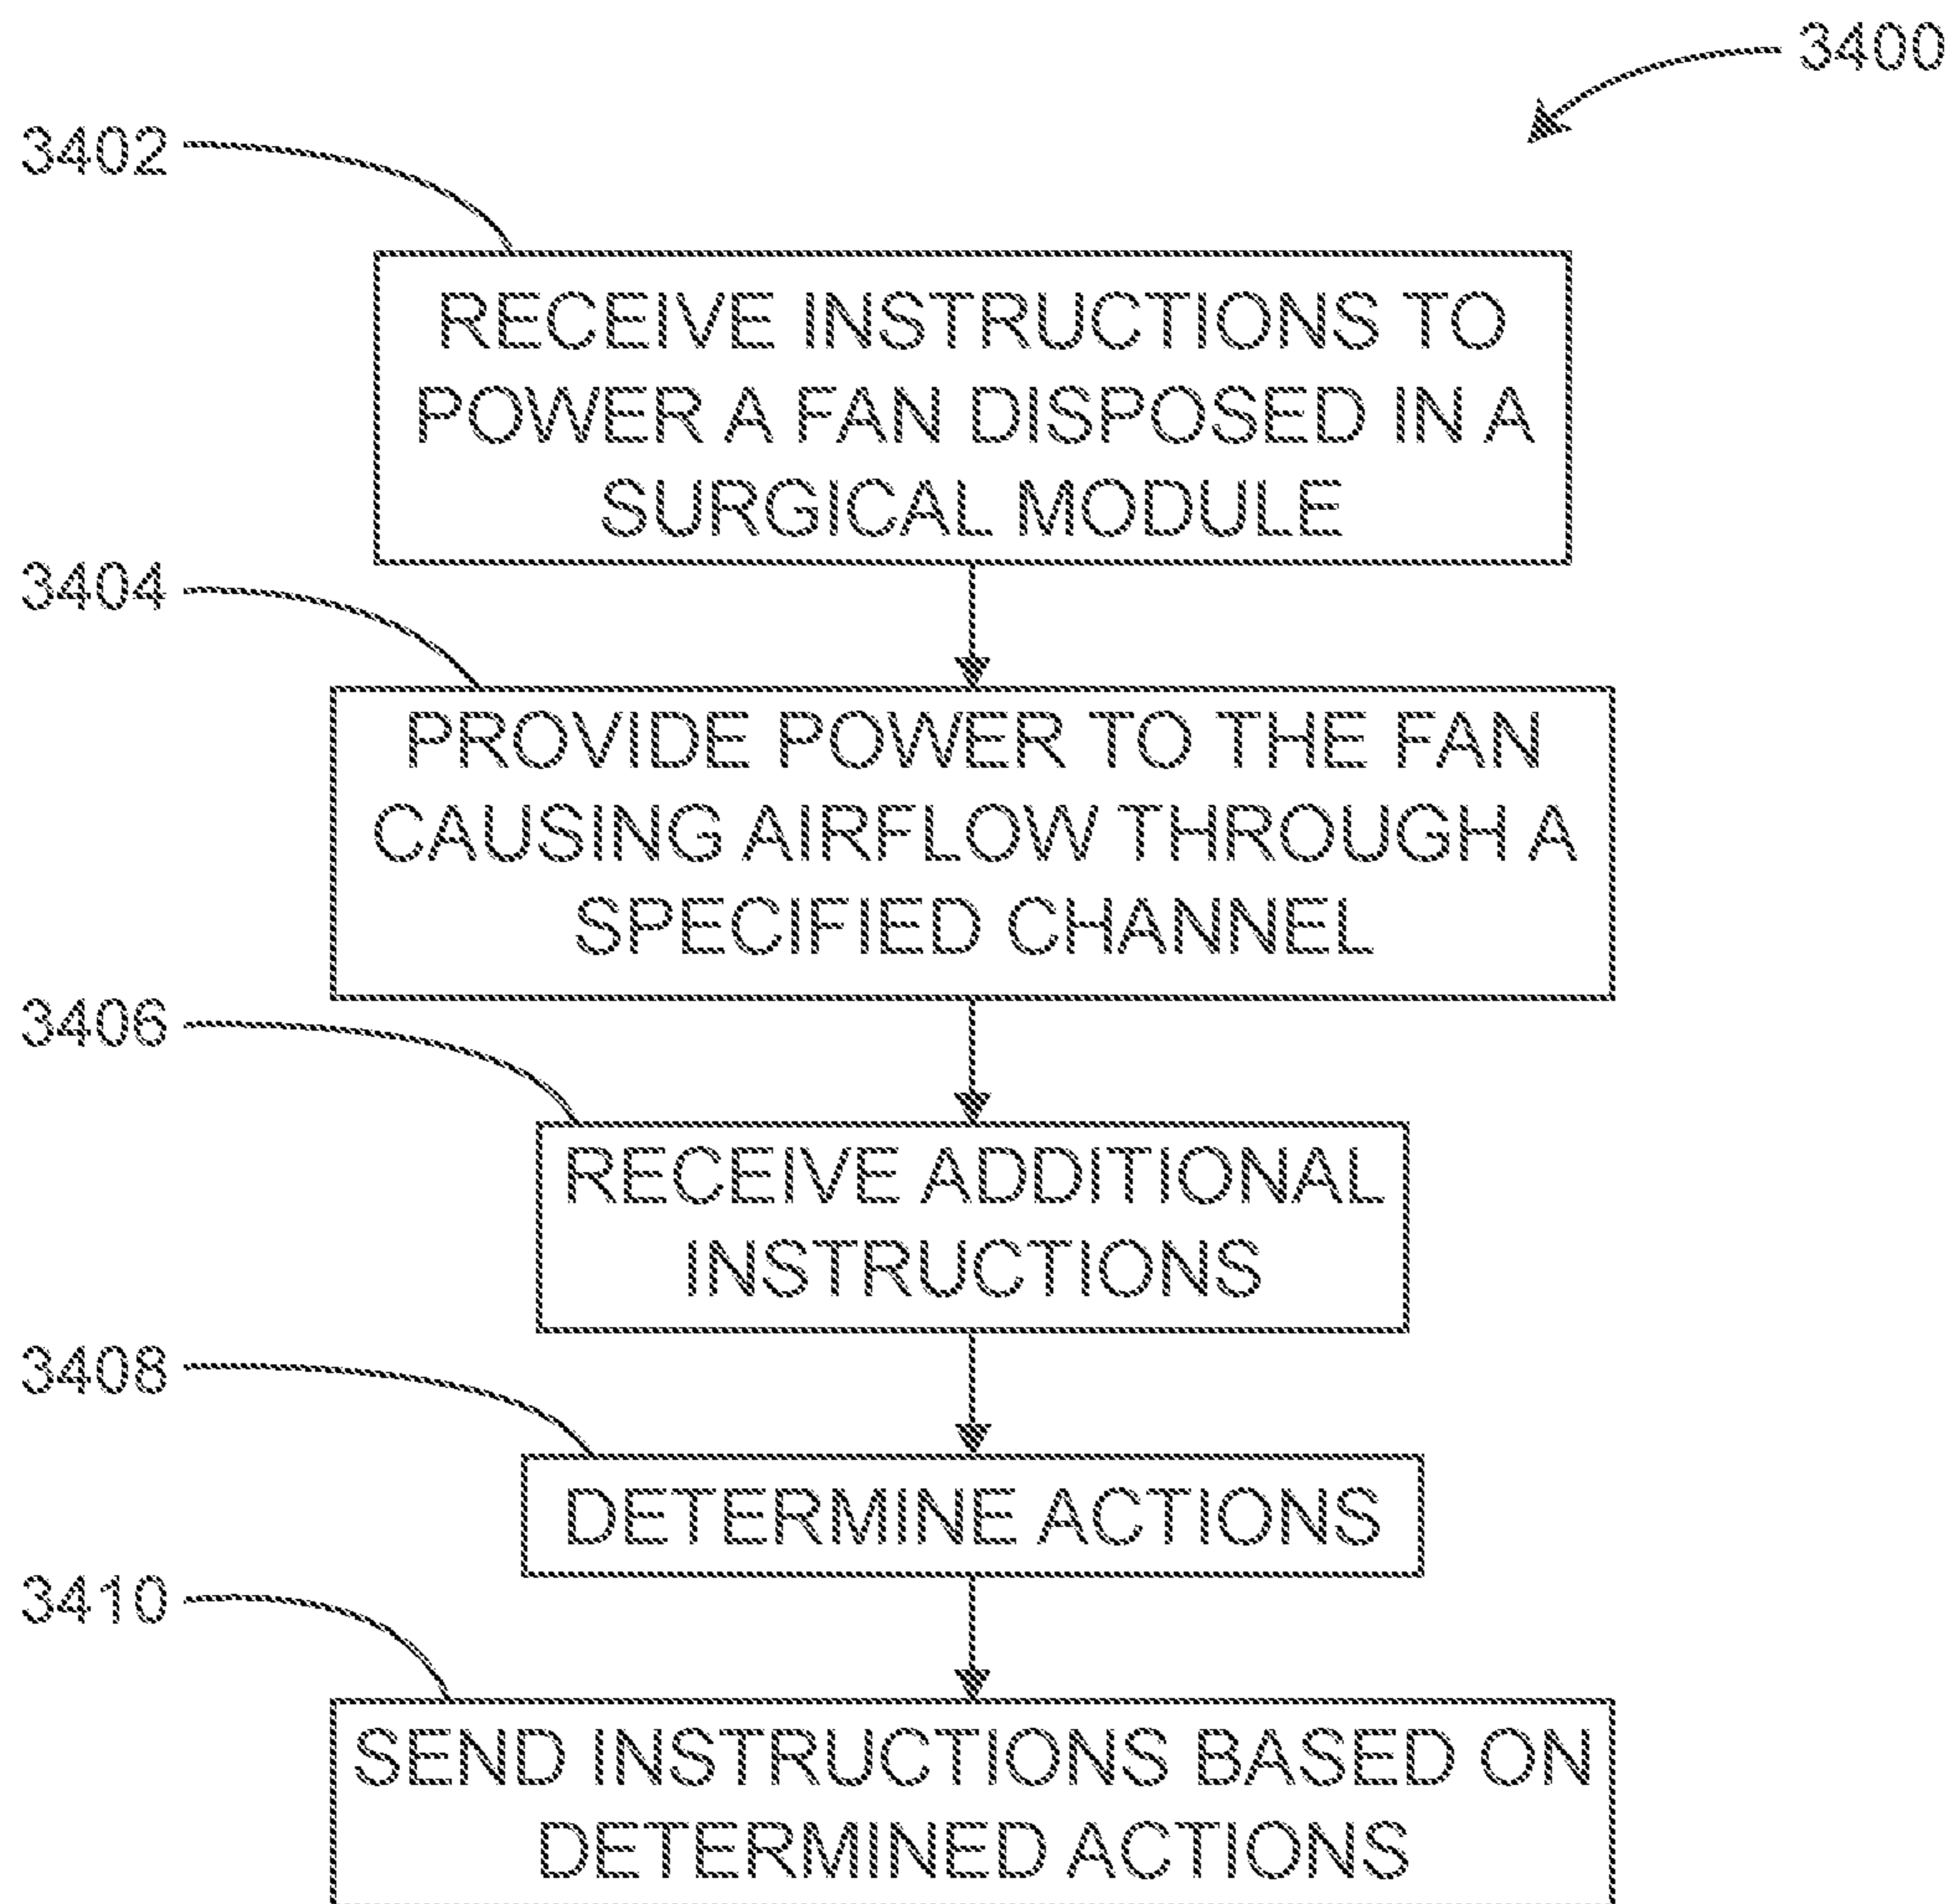 3400
3402
RECEIVE INSTRUCTIONS TO
POWER A FAN DISPOSED IN A
SURGICAL MODULE
3404
PROVIDE POWER TO THE FAN
CAUSING AIRFLOW THROUGH A
SPECIFIED CHANNEL
3406
RECEIVE ADDITIONAL
INSTRUCTIONS
3408
DETERMINE ACTIONS
3410
SEND INSTRUCTIONS BASED ON
DETERMINED ACTIONS